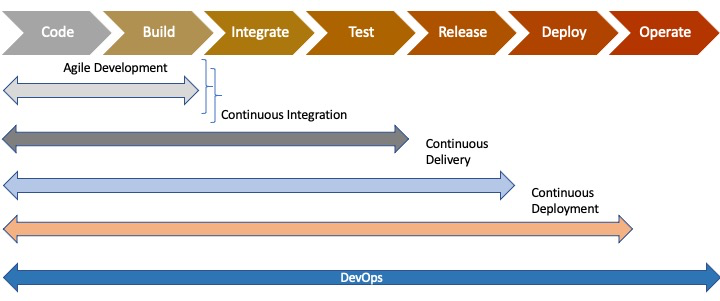 Code Build Integrate Test Release Deploy Operate
Agile Development
Continuous Integration
Continuous
Delivery
Continuous
Deployment
DevOps